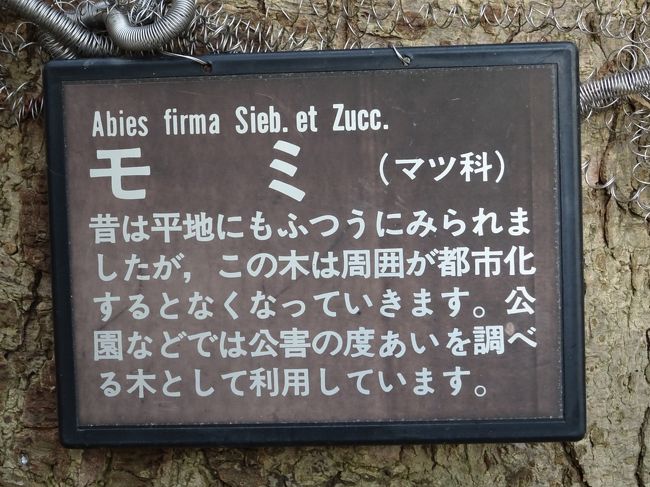 Abies firma Sieb. et Zucc.
モミ (マツ科)
昔は平地にもふつうにみられま
したが，この木は周囲が都市化
するとなくなっていきます。公
園などでは公害の度あいを調べ
る木として利用しています。